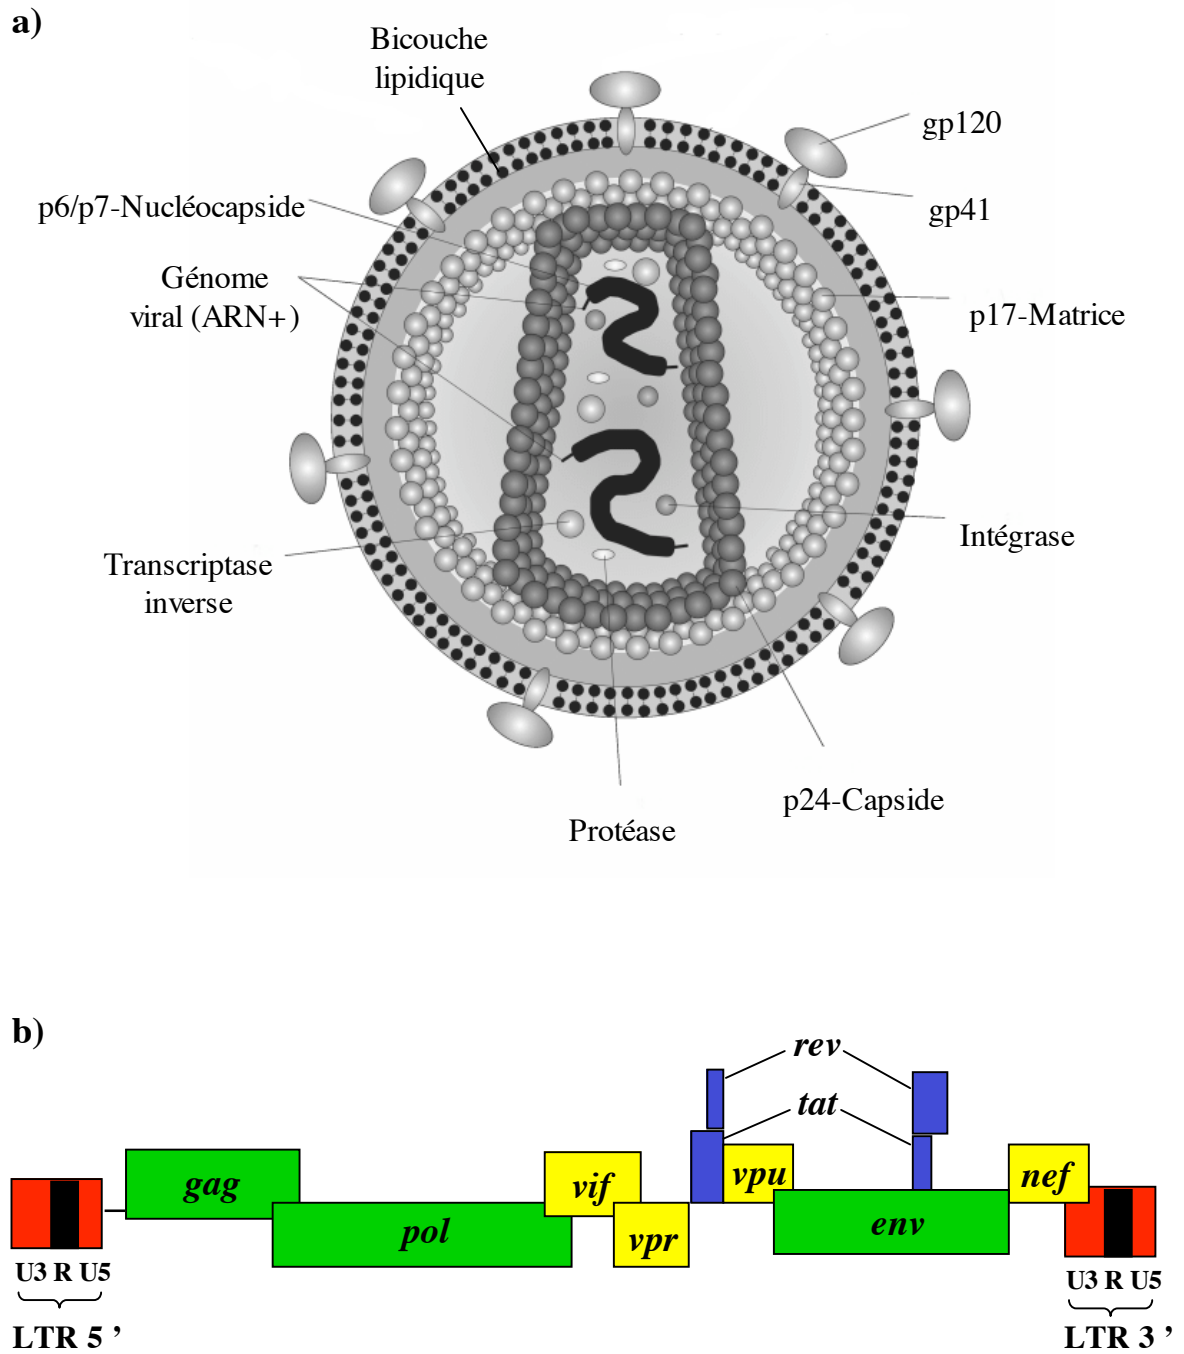 a)
Bicouche
lipidique
gp120
p6/p7-Nucléocapside
gp41
Génome
viral (ARN+)
p17-Matrice
Intégrase
Transcriptase
inverse
p24-Capside
Protéase
b)
rev
tat
gag
pol
vif
vpr
vpu
env
nef
U3 R U5
LTR 5 ’
U3 R U5
LTR 3 ’